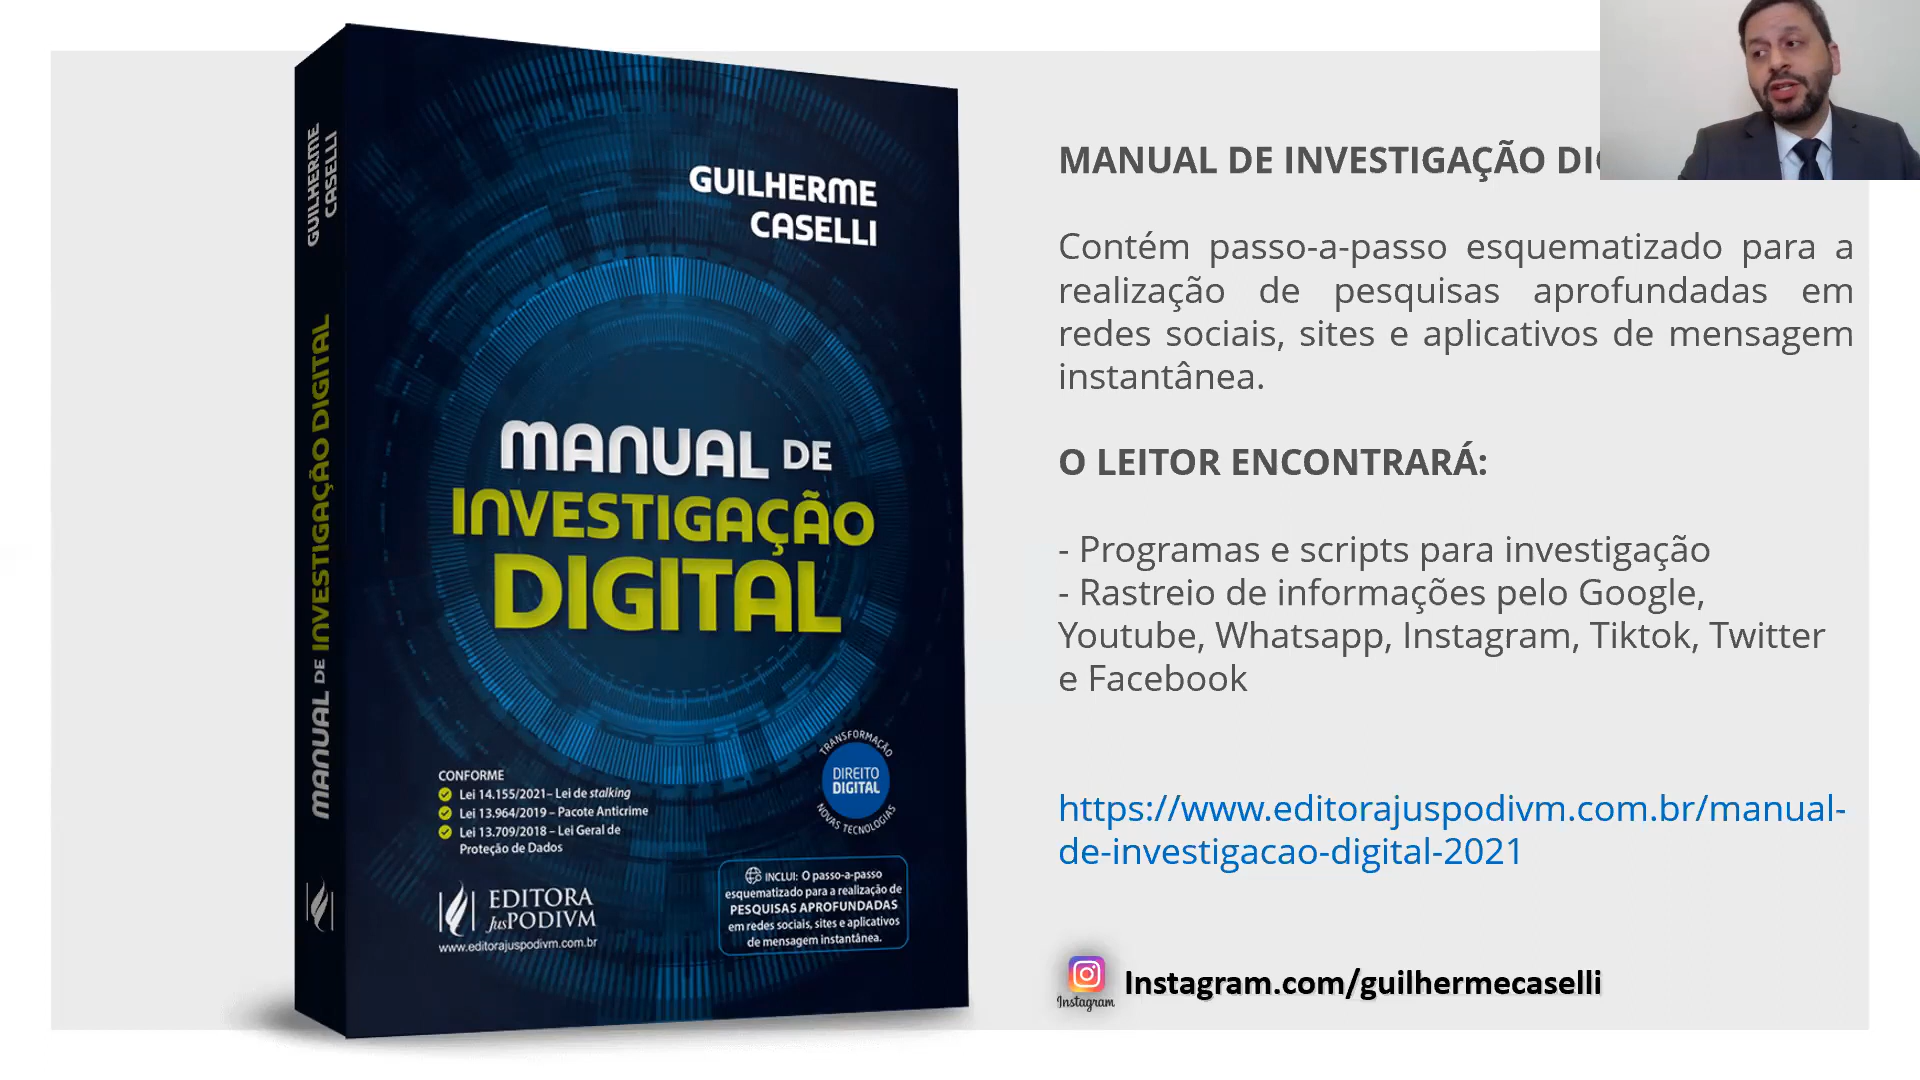 GUILHERME
CASELLI
MANUAL DE INVESTIGAÇÃO DIGITAL
GUILHERME
CASELLI
MANUAL DE
INVESTIGAÇÃO
DIGITAL
CONFORME
Lei 14.155/2021– Lei de stalking
Lei 13.964/2019 – Pacote Anticrime
Lei 13.709/2018 – Lei Geral de
Proteção de Dados
TRANSFORMAÇÃO
DIREITO
DIGITAL
NOVAS TECNOLOGIAS
EDITORA
JusPODIVM
www.editorajuspodivm.com.br
INCLUI: O passo-a-passo
esquematizado para a realização de
PESQUISAS APROFUNDADAS
em redes sociais, sites e aplicativos
de mensagem instantânea.
MANUAL DE INVESTIGAÇÃO
Contém passo-a-passo esquematizado para a
realização de pesquisas aprofundadas em
redes sociais, sites e aplicativos de mensagem
instantânea.
O LEITOR ENCONTRARÁ:
- Programas e scripts para investigação
- Rastreio de informações pelo Google,
Youtube, Whatsapp, Instagram, Tiktok, Twitter
e Facebook
https://www.editorajuspodivm.com.br/manual-
de-investigacao-digital-2021
Instagram
Instagram.com/guilhermecaselli